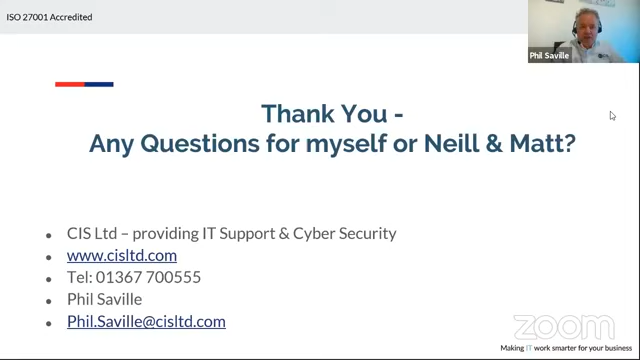 ISO 27001 Accredited
Phil Saville
Thank You -
Any Questions for myself or Neill & Matt?
CIS Ltd – providing IT Support & Cyber Security
www.cisltd.com
Tel: 01367 700555
Phil Saville
Phil.Saville@cisltd.com
zoom
Making IT work smarter for your business